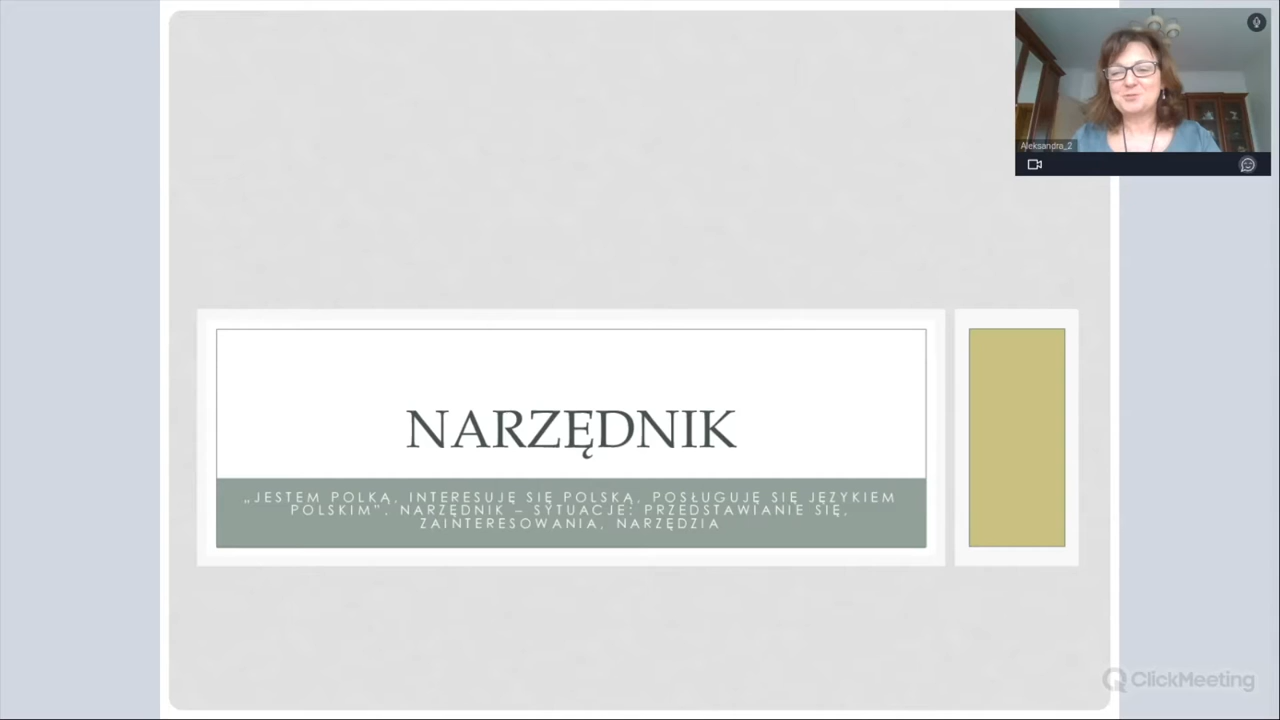 Aleksandra_2
NARZĘDNIK
„JESTEM POLKĄ, INTERESUJĘ SIĘ POLSKĄ, POSŁUGUJĘ SIĘ JĘZYKIEM
POLSKIM”. NARZĘDNIK – SYTUACJE: PRZEDSTAWIANIE SIĘ,
ZAINTERESOWANIA, NARZĘDZIA
ClickMeeting